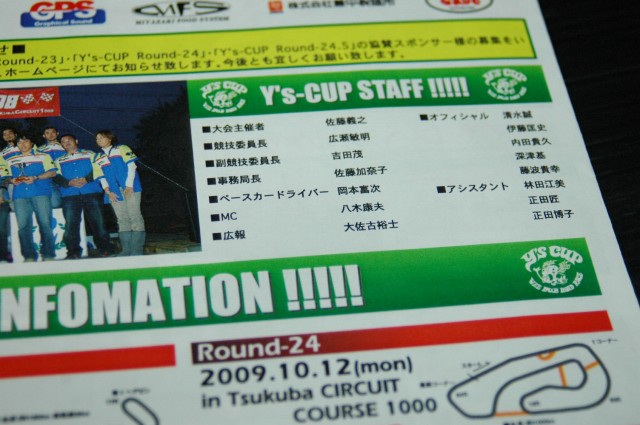 GPS
Graphical Sound
MFS
MIYAZAKI FOOD SYSTEM
株式会社
せ■
Round-23」・「Y's-CUP Round-24」・「Y's-CUP Round-24.5」の協賛スポンサー様の募集をい
ホームページにてお知らせ致します。今後とも宜しくお願い致します。
Y's-CUP STAFF !!!!!
Y's CUP
■大会主催者 佐藤義之
■競技委員長 広瀬敏明
■副競技委員長 吉田茂
■事務局長 佐藤加奈子
■ペースカードライバー 岡本富次
■MC 八木康夫
■広報 大佐古裕士
■オフィシャル 清水誠
伊藤匡史
内田貴久
深津基
藤波貴幸
■アシスタント 林田江美
正田匠
正田博子
NFOMATION !!!!!
Y's CUP
Round-24
2009.10.12(mon)
in Tsukuba CIRCUIT
COURSE 1000